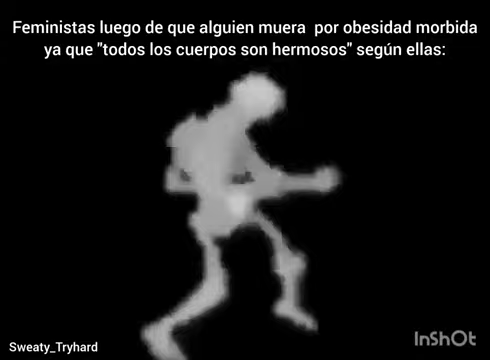 Feministas luego de que alguien muera  por obesidad morbida
ya que "todos los cuerpos son hermosos" según ellas:
Sweaty_Tryhard
InShOt